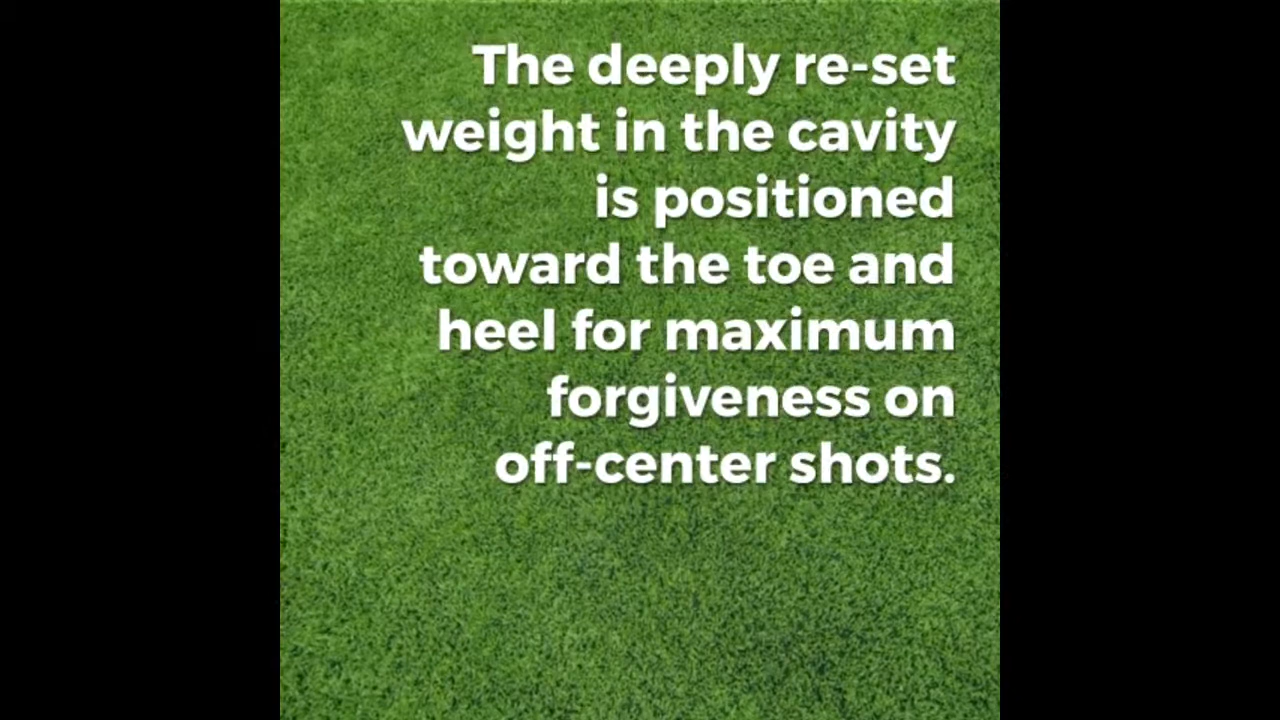 The deeply re-set
weight in the cavity
is positioned
toward the toe and
heel for maximum
forgiveness on
off-center shots.